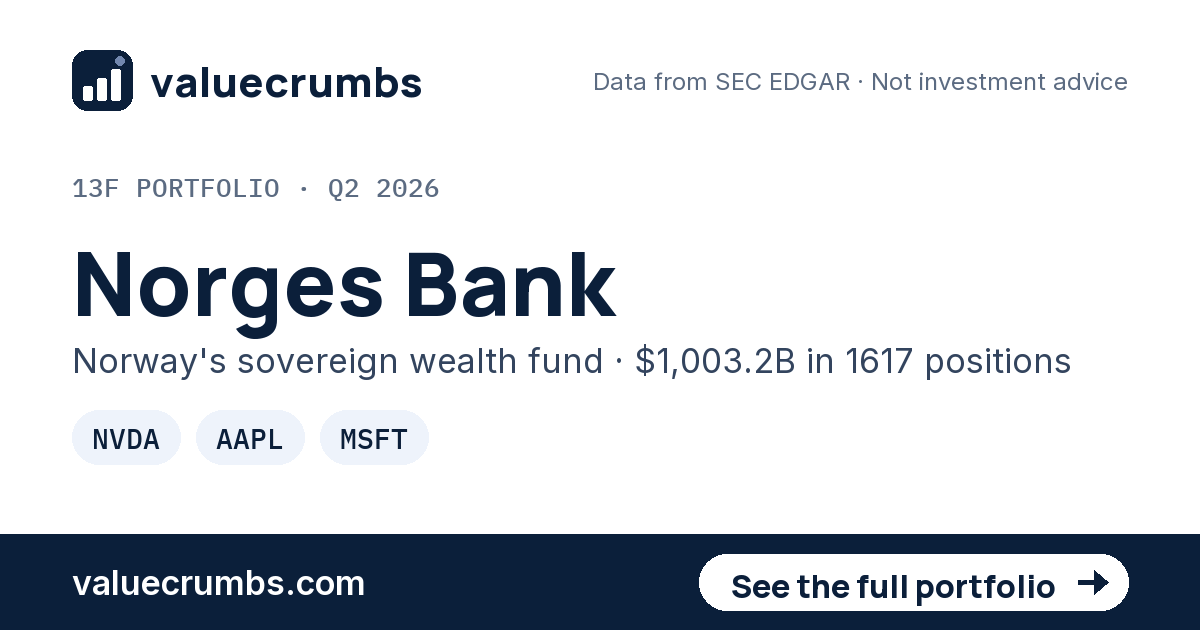 valuecrumbs
Data from SEC EDGAR · Not investment advice
13F PORTFOLIO · Q2 2026
Norges Bank
Norway's sovereign wealth fund · $1,003.2B in 1617 positions
NVDA AAPL MSFT
valuecrumbs.com
See the full portfolio →